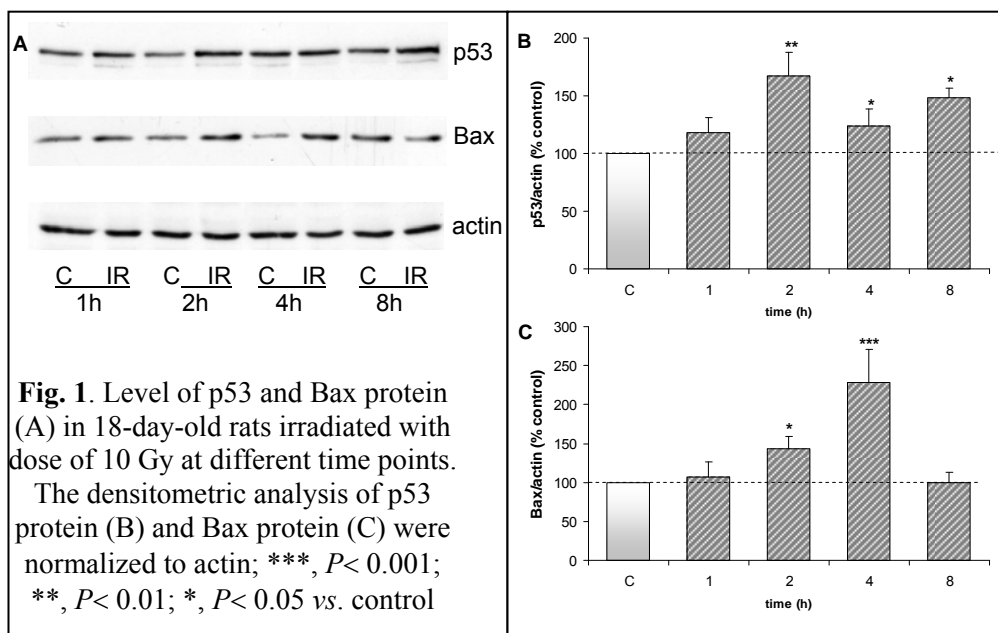 A
p53
Bax
actin
C IR C IR C IR C IR
1h 2h 4h 8h
Fig. 1. Level of p53 and Bax protein
(A) in 18-day-old rats irradiated with
dose of 10 Gy at different time points.
The densitometric analysis of p53
protein (B) and Bax protein (C) were
normalized to actin; ***, P< 0.001;
**, P< 0.01; *, P< 0.05 vs. control
B
p53/actin (% control)
200
150
100
50
0
**
*
*
C 1 2 4 8
time (h)
C
Bax/actin (% control)
300
250
200
150
100
50
0
*
***
C 1 2 4 8
time (h)